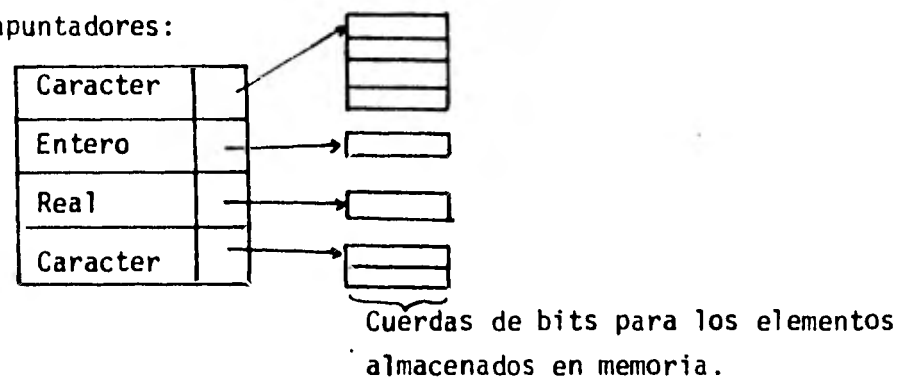 apuntadores:
Caracter
Entero
Real
Caracter
Cuerdas de bits para los elementos
almacenados en memoria.